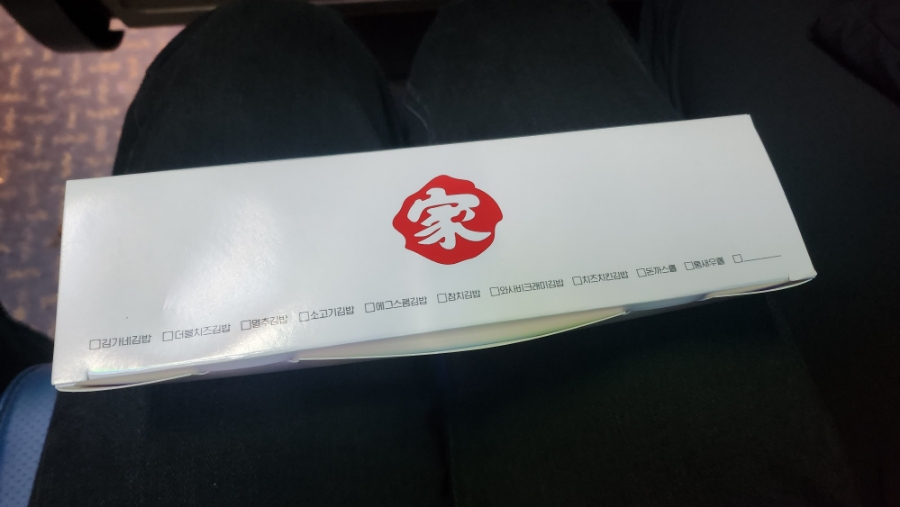 家
□김가네김밥 □더블치즈김밥 □멸추김밥 □소고기김밥 □에그스팸김밥 □참치김밥 □와사비크래미김밥 □치즈치킨김밥 □돈까스롤 □통새우롤 □